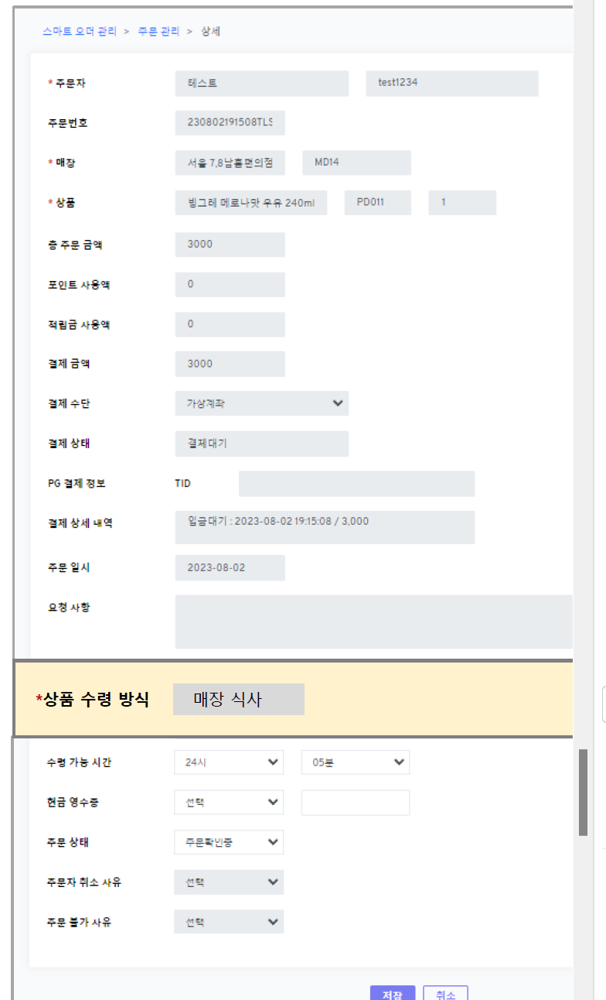 스마트 오더 관리 > 주문 관리 > 상세
* 주문자 테스트 test1234
주문번호 230802191508TLS
* 매장 서울 7,8남흥편의점 MD14
* 상품 빙그레 메로나맛 우유 240ml PD011 1
총 주문 금액 3000
포인트 사용액 0
적립금 사용액 0
결제 금액 3000
결제 수단 가상계좌
결제 상태 결제대기
PG 결제 정보 TID
결제 상세 내역 입금대기 : 2023-08-02 19:15:08 / 3,000
주문 일시 2023-08-02
요청 사항
*상품 수령 방식 매장 식사
수령 가능 시간 24시 05분
현금 영수증 선택
주문 상태 주문확인중
주문자 취소 사유 선택
주문 불가 사유 선택
저장 취소